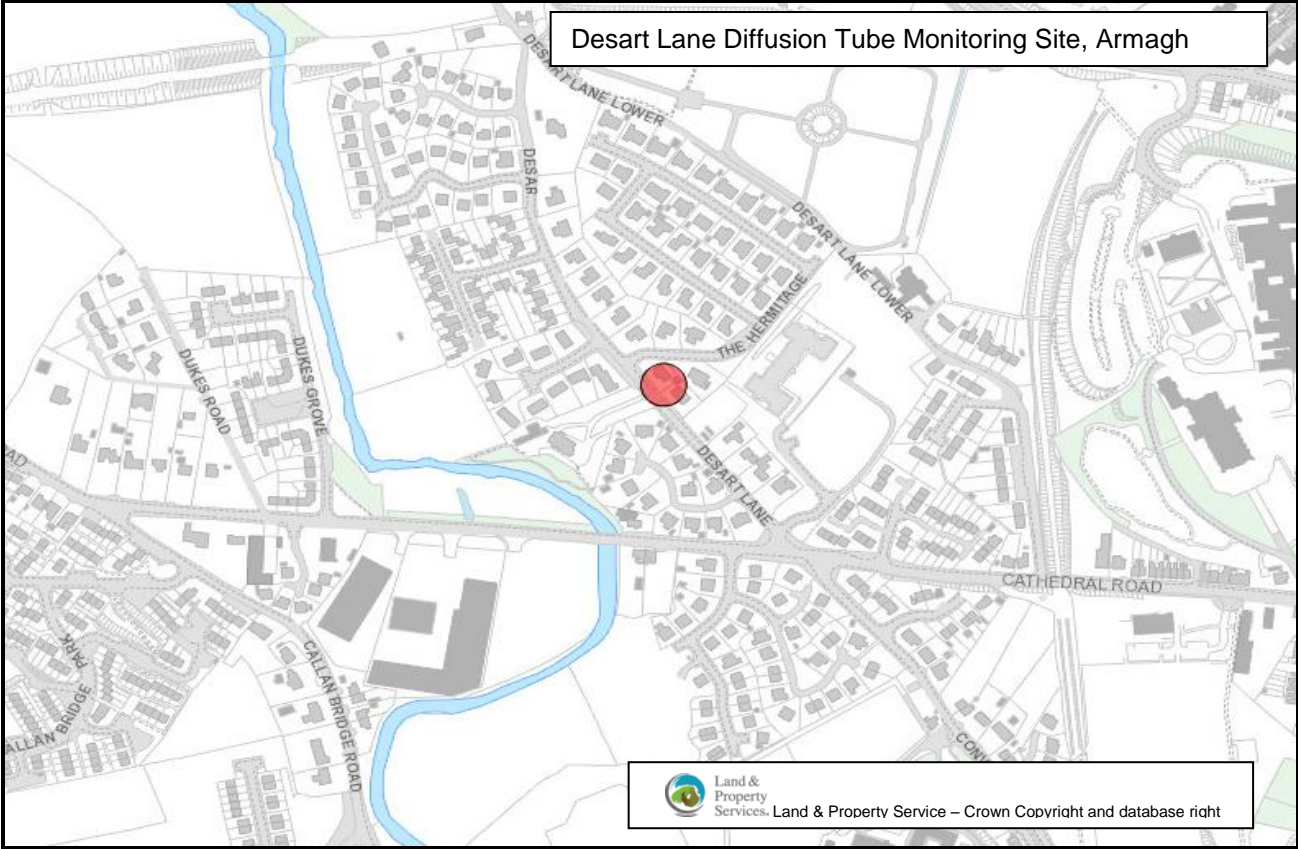 Desart Lane Diffusion Tube Monitoring Site, Armagh
DESART LANE LOWER
DESAR
DESART LANE LOWER
THE HERMITAGE
DUKES ROAD
DUKES GROVE
DESART LANE
CATHEDRAL ROAD
CALLAN BRIDGE ROAD
ALLAN BRIDGE
PARK
Land &
Property
Services. Land & Property Service – Crown Copyright and database right